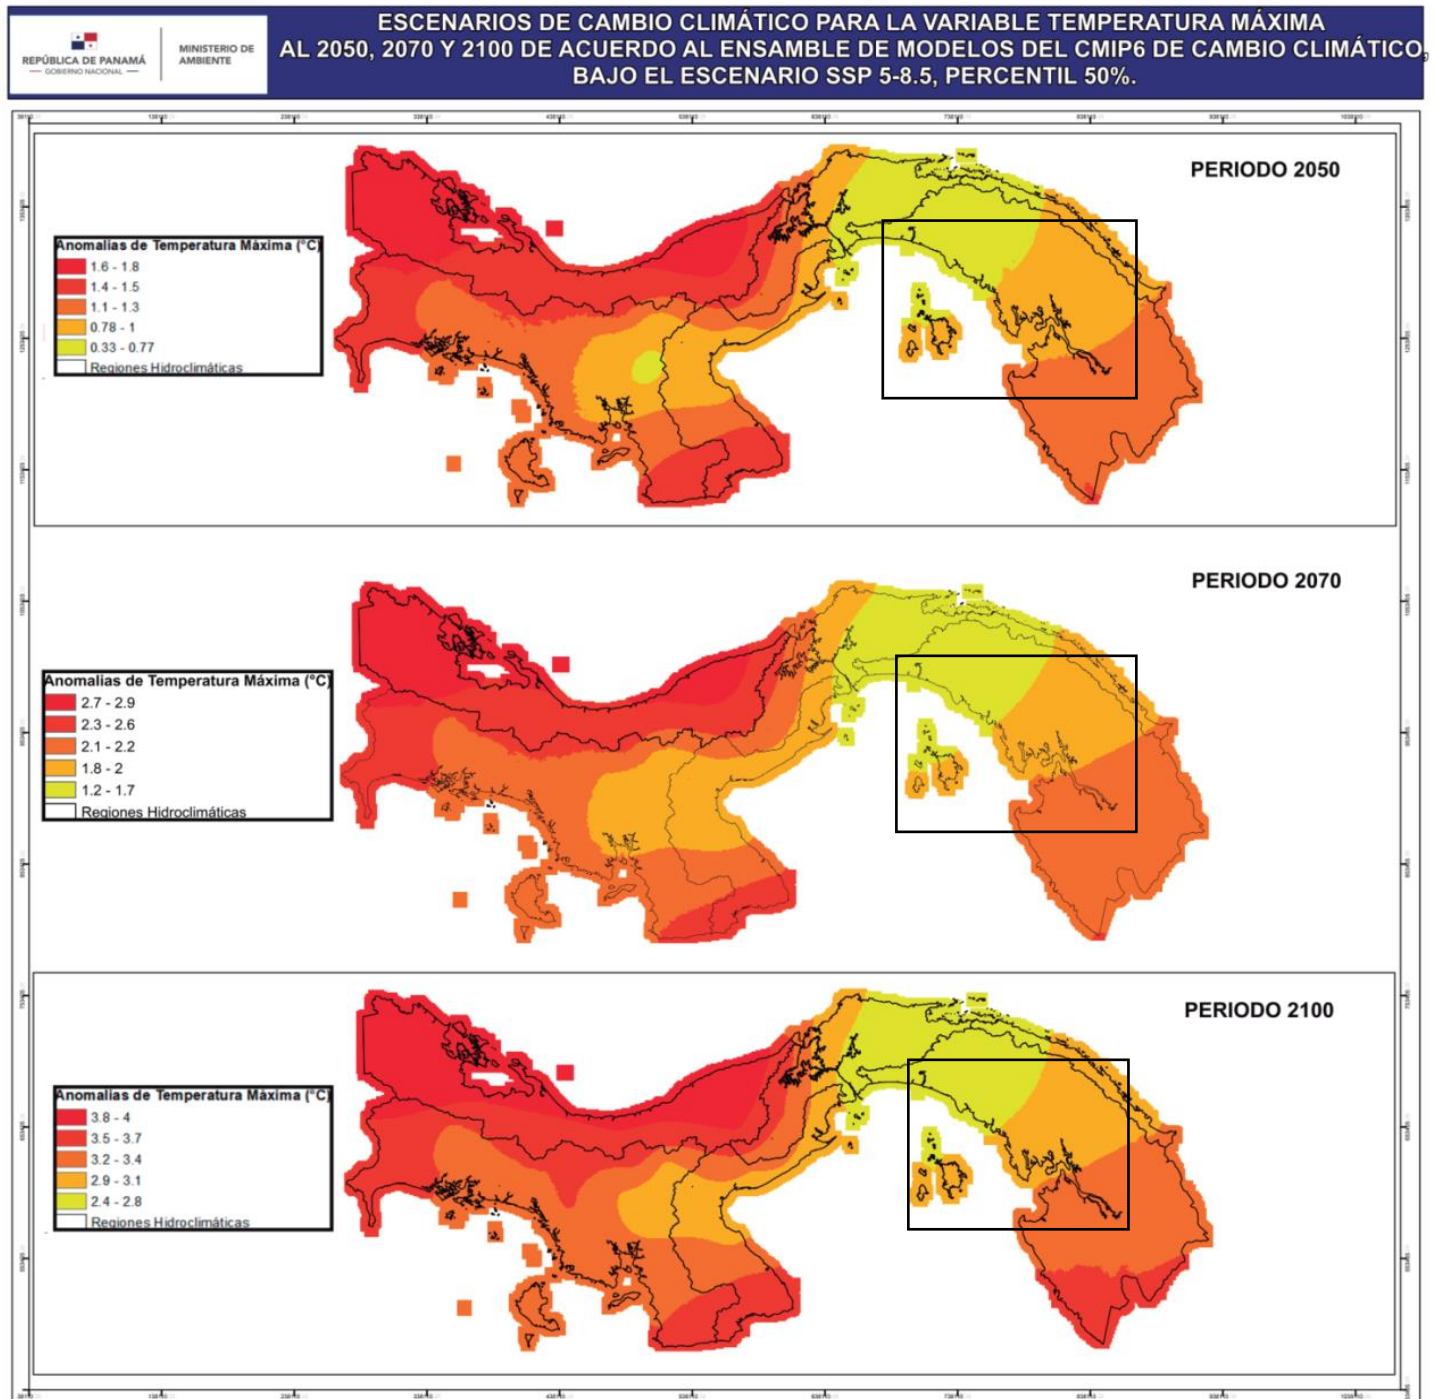 REPÚBLICA DE PANAMÁ
GOBIERNO NACIONAL
MINISTERIO DE
AMBIENTE
ESCENARIOS DE CAMBIO CLIMÁTICO PARA LA VARIABLE TEMPERATURA MÁXIMA
AL 2050, 2070 Y 2100 DE ACUERDO AL ENSAMBLE DE MODELOS DEL CMIP6 DE CAMBIO CLIMÁTICO,
BAJO EL ESCENARIO SSP 5-8.5, PERCENTIL 50%.
PERIODO 2050
Anomalias de Temperatura Máxima (°C)
1.6 - 1.8
1.4 - 1.5
1.1 - 1.3
0.78 - 1
0.33 - 0.77
Regiones Hidroclimáticas
PERIODO 2070
Anomalias de Temperatura Máxima (°C)
2.7 - 2.9
2.3 - 2.6
2.1 - 2.2
1.8 - 2
1.2 - 1.7
Regiones Hidroclimáticas
PERIODO 2100
Anomalias de Temperatura Máxima (°C)
3.8 - 4
3.5 - 3.7
3.2 - 3.4
2.9 - 3.1
2.4 - 2.8
Regiones Hidroclimáticas